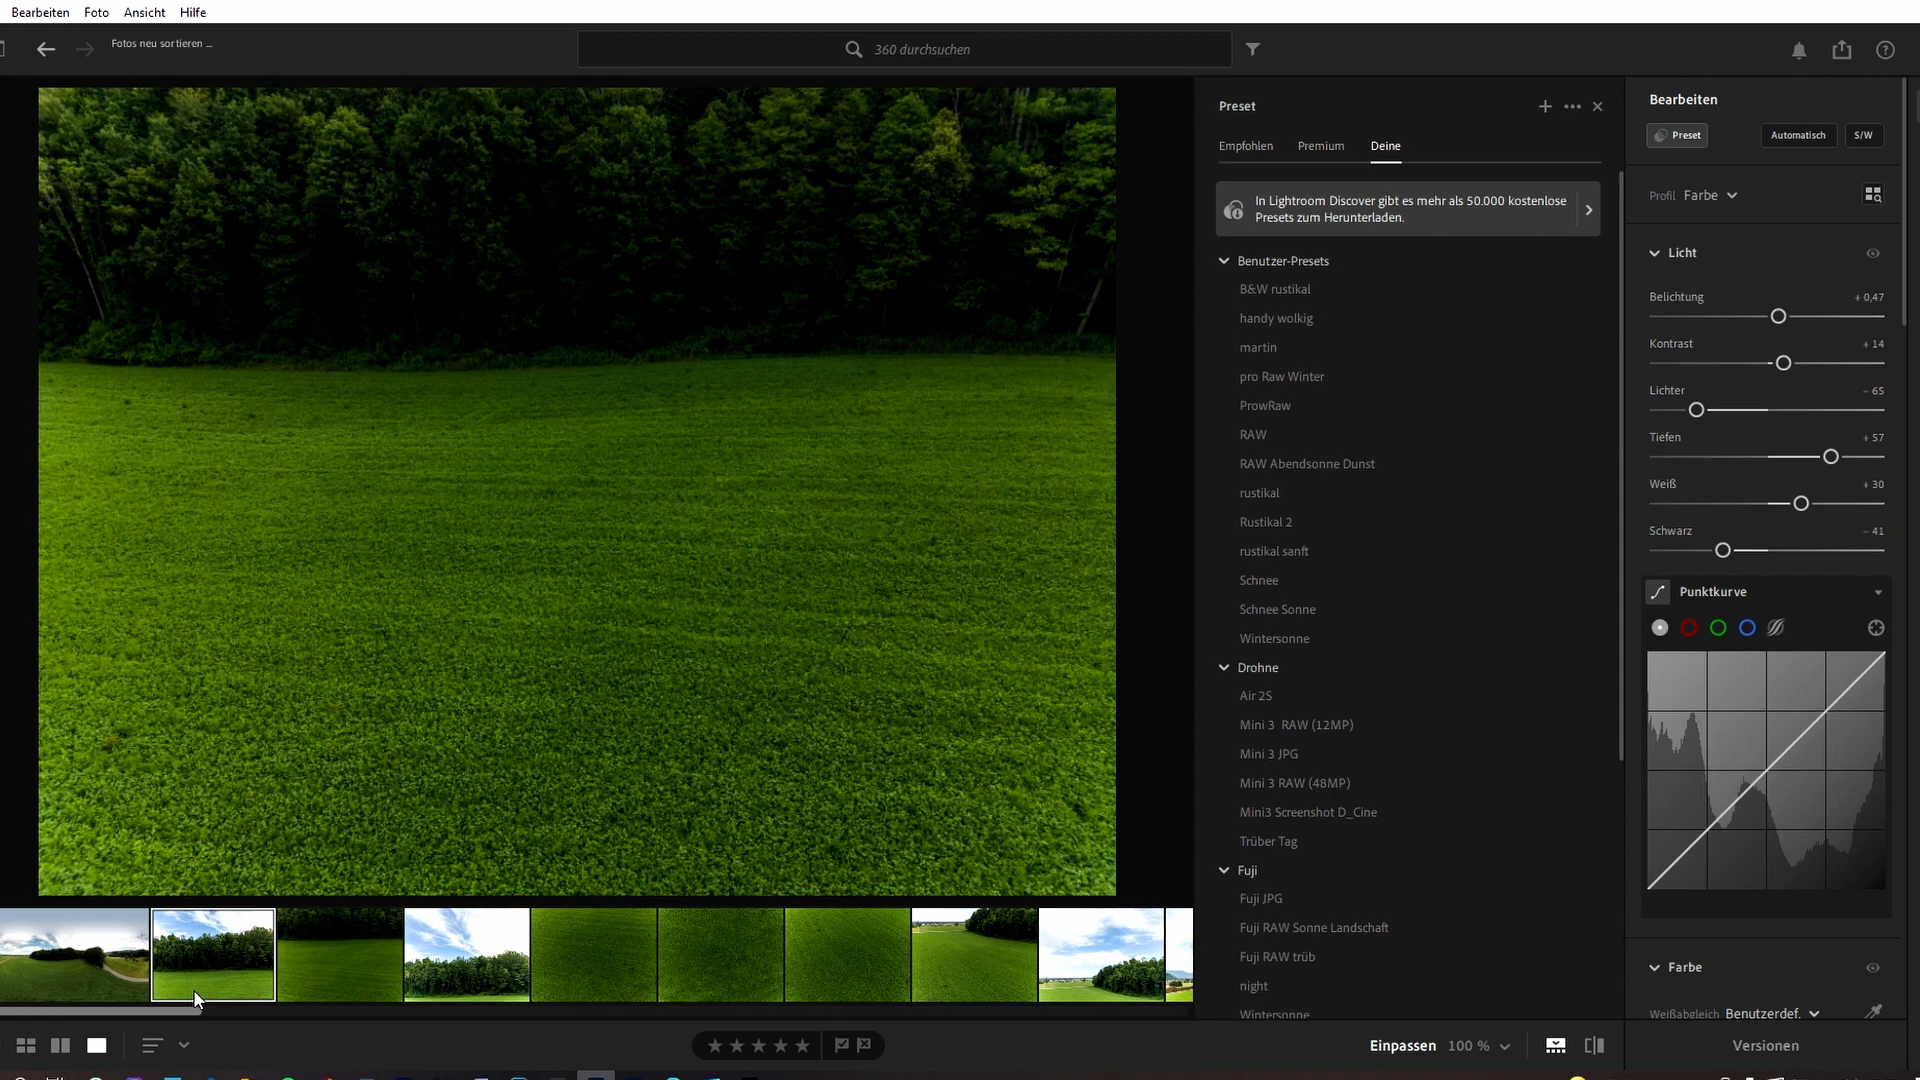 Bearbeiten Foto Ansicht Hilfe
Fotos neu sortieren ...
360 durchsuchen
Preset
Empfohlen Premium Deine
In Lightroom Discover gibt es mehr als 50.000 kostenlose
Presets zum Herunterladen.
Benutzer-Presets
B&W rustikal
handy wolkig
martin
pro Raw Winter
ProwRaw
RAW
RAW Abendsonne Dunst
rustikal
Rustikal 2
rustikal sanft
Schnee
Schnee Sonne
Wintersonne
Drohne
Air 2S
Mini 3 RAW (12MP)
Mini 3 JPG
Mini 3 RAW (48MP)
Mini3 Screenshot D_Cine
Trüber Tag
Fuji
Fuji JPG
Fuji RAW Sonne Landschaft
Fuji RAW trüb
night
Wintersonne
Bearbeiten
Preset Automatisch S/W
Profil Farbe
Licht
Belichtung + 0,47
Kontrast + 14
Lichter - 65
Tiefen + 57
Weiß + 30
Schwarz - 41
Punktkurve
Farbe
Weißabgleich Benutzerdef.
Einpassen 100 %
Versionen